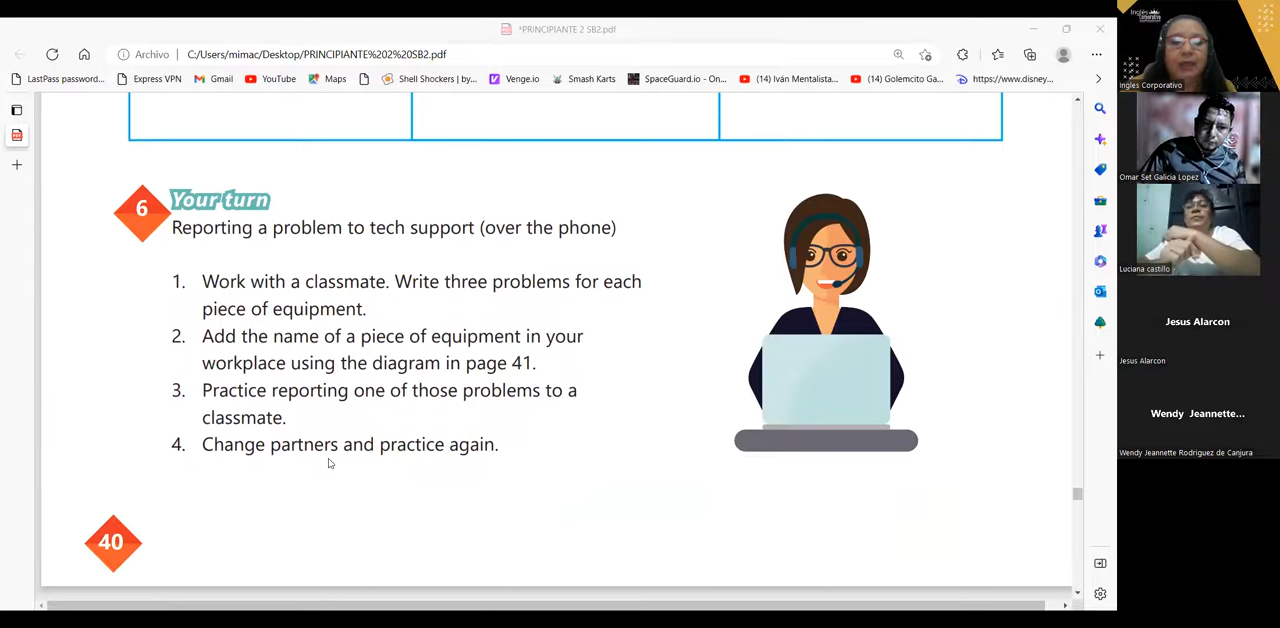 *PRINCIPIANTE 2 SB2.pdf
Archivo | C:/Users/mimac/Desktop/PRINCIPIANTE%202%20SB2.pdf
LastPass password... Express VPN Gmail YouTube Maps Shell Shockers | by... Venge.io Smash Karts SpaceGuard.io - On... (14) Iván Mentalista... (14) Golemcito Ga... https://www.disney...
6
Your turn
Reporting a problem to tech support (over the phone)
1. Work with a classmate. Write three problems for each
piece of equipment.
2. Add the name of a piece of equipment in your
workplace using the diagram in page 41.
3. Practice reporting one of those problems to a
classmate.
4. Change partners and practice again.
40
Inglés
Corporativo
Ingles Corporativo
Omar Set Galicia Lopez
Luciana castillo
Jesus Alarcon
Jesus Alarcon
Wendy Jeannette...
Wendy Jeannette Rodriguez de Canjura